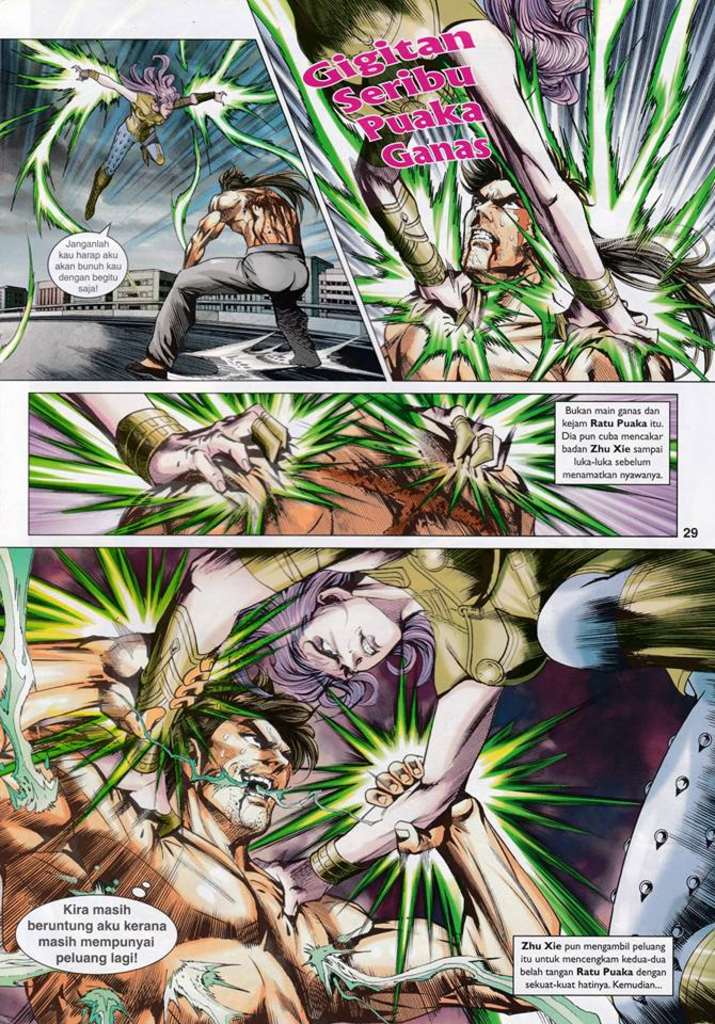 Janganlah
kau harap aku
akan bunuh kau
dengan begitu
saja!
Gigitan
Seribu
Puaka
Ganas
Bukan main ganas dan
kejam Ratu Puaka itu.
Dia pun cuba mencakar
badan Zhu Xie sampai
luka-luka sebelum
menamatkan nyawanya.
29
Kira masih
beruntung aku kerana
masih mempunyai
peluang lagi!
Zhu Xie pun mengambil peluang
itu untuk mencengkam kedua-dua
belah tangan Ratu Puaka dengan
sekuat-kuat hatinya. Kemudian...